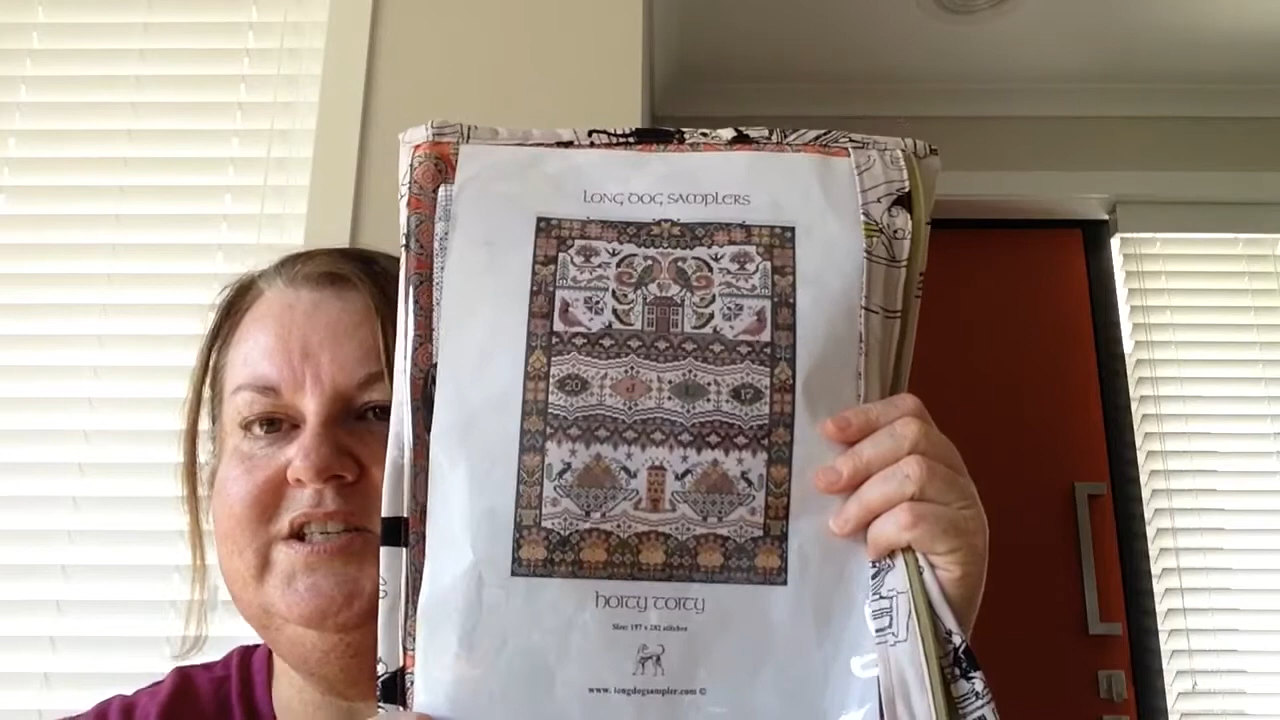 LONG DOG SAMPLERS
20 J L 17
HOITY TOITY
Size: 197 x 282 stitches
www. longdogsampler.com ©